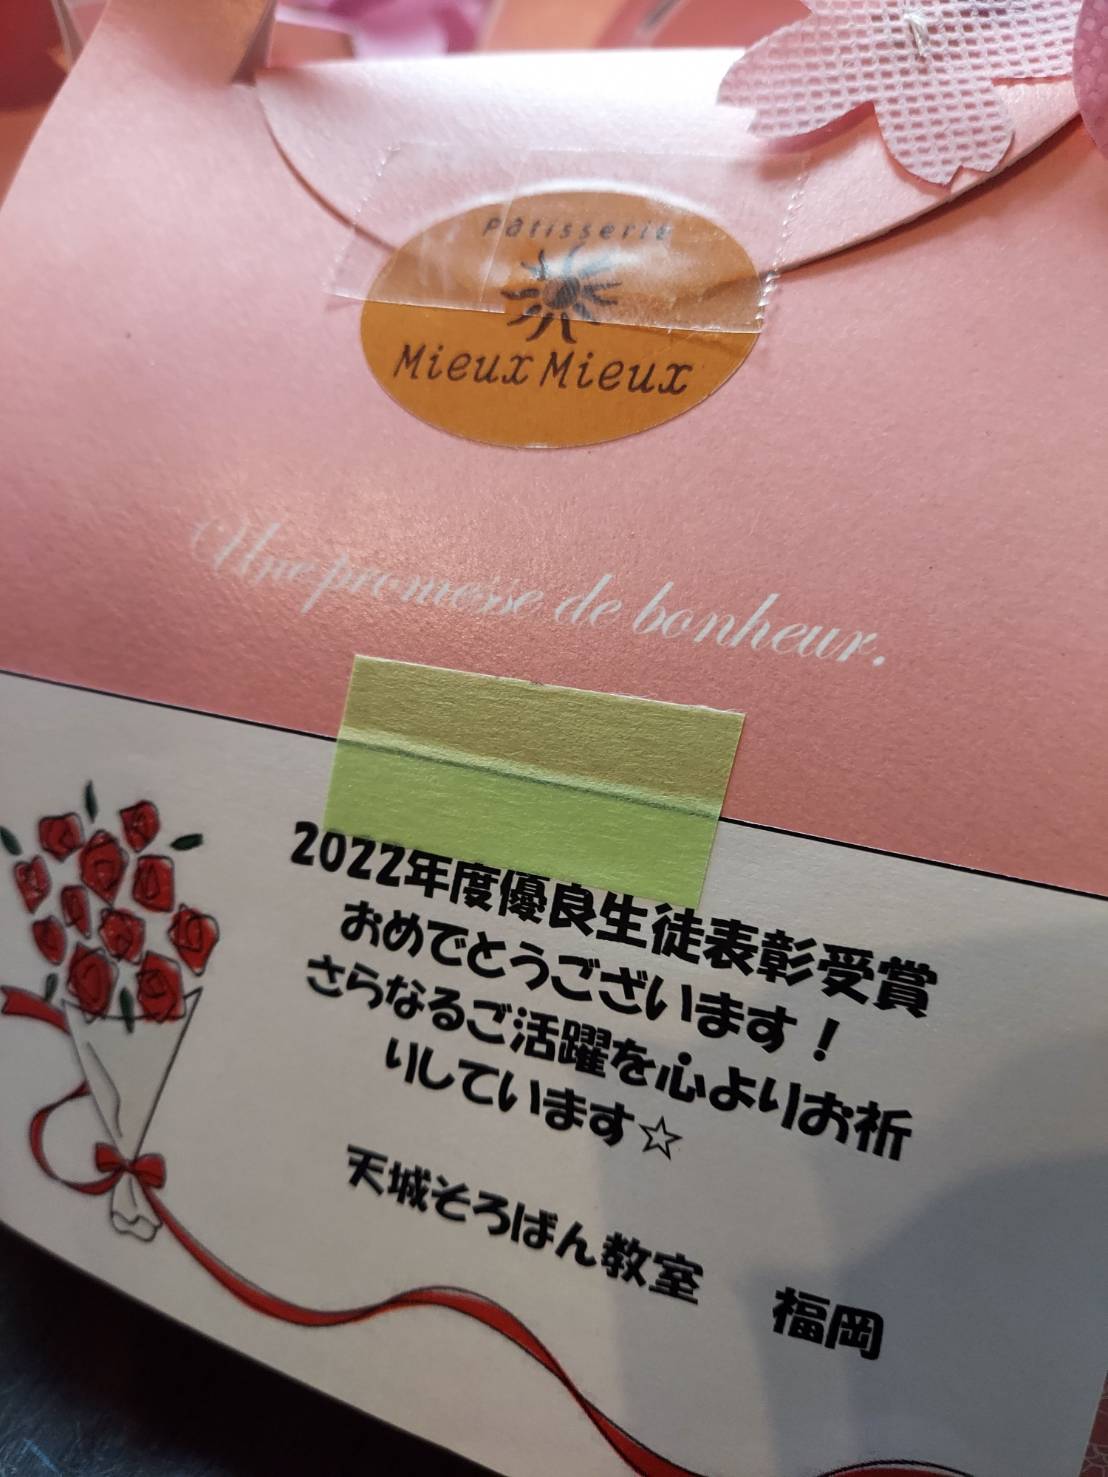 Pâtisserie
Mieux Mieux
Une promesse de bonheur.
2022年度優良生徒表彰受賞
おめでとうございます！
さらなるご活躍を心よりお祈
りしています☆
天城そろばん教室　福岡